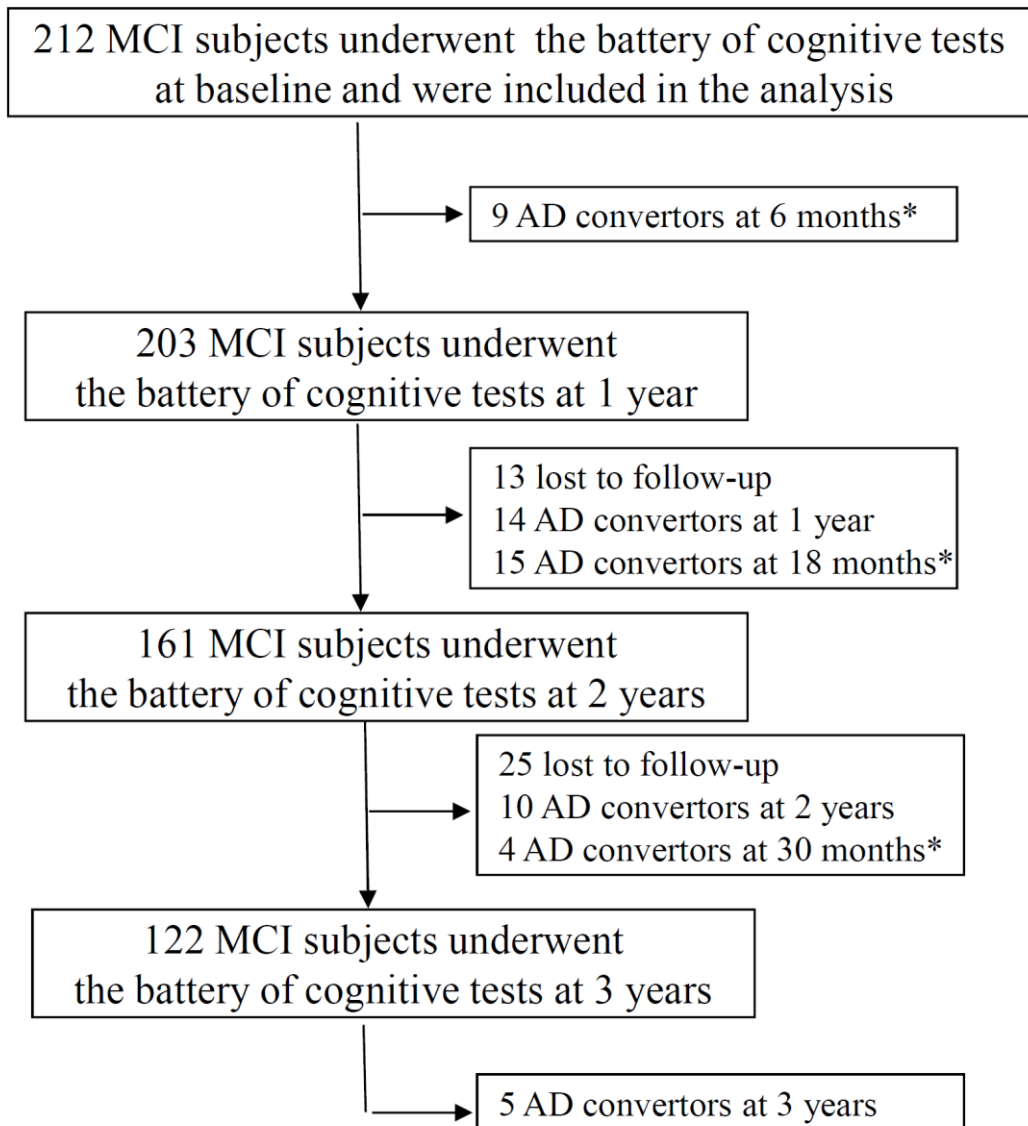 212 MCI subjects underwent the battery of cognitive tests
at baseline and were included in the analysis
9 AD convertors at 6 months*
203 MCI subjects underwent
the battery of cognitive tests at 1 year
13 lost to follow-up
14 AD convertors at 1 year
15 AD convertors at 18 months*
161 MCI subjects underwent
the battery of cognitive tests at 2 years
25 lost to follow-up
10 AD convertors at 2 years
4 AD convertors at 30 months*
122 MCI subjects underwent
the battery of cognitive tests at 3 years
5 AD convertors at 3 years